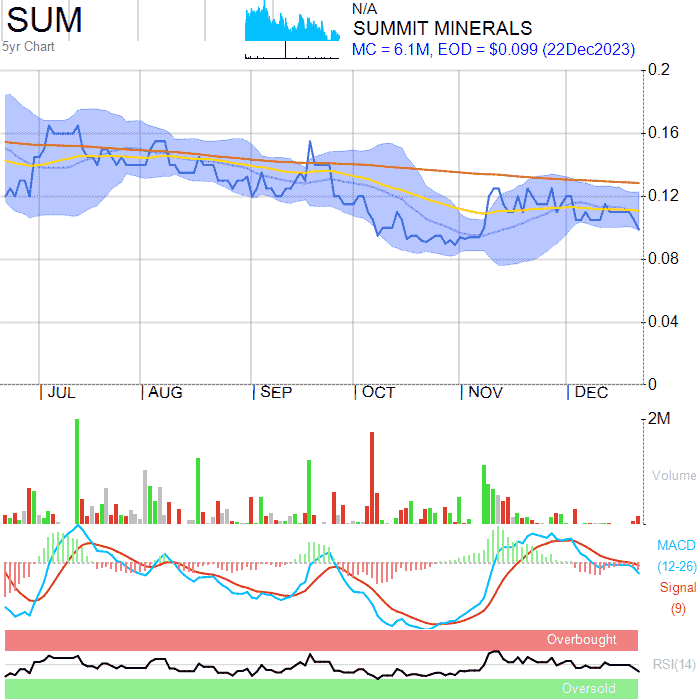 SUM
5yr Chart
N/A
SUMMIT MINERALS
MC = 6.1M, EOD = $0.099 (22Dec2023)
0.2
0.16
0.12
0.08
0.04
0
| JUL | AUG | SEP | OCT | NOV | DEC
2M
Volume
MACD
(12-26)
Signal
(9)
Overbought
RSI(14)
Oversold